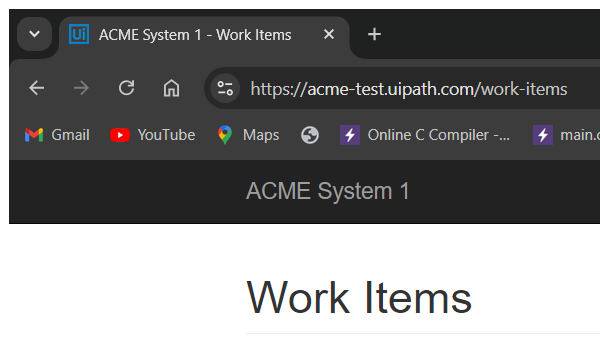 Ui ACME System 1 - Work Items
https://acme-test.uipath.com/work-items
Gmail YouTube Maps Online C Compiler -... main.c
ACME System 1
Work Items